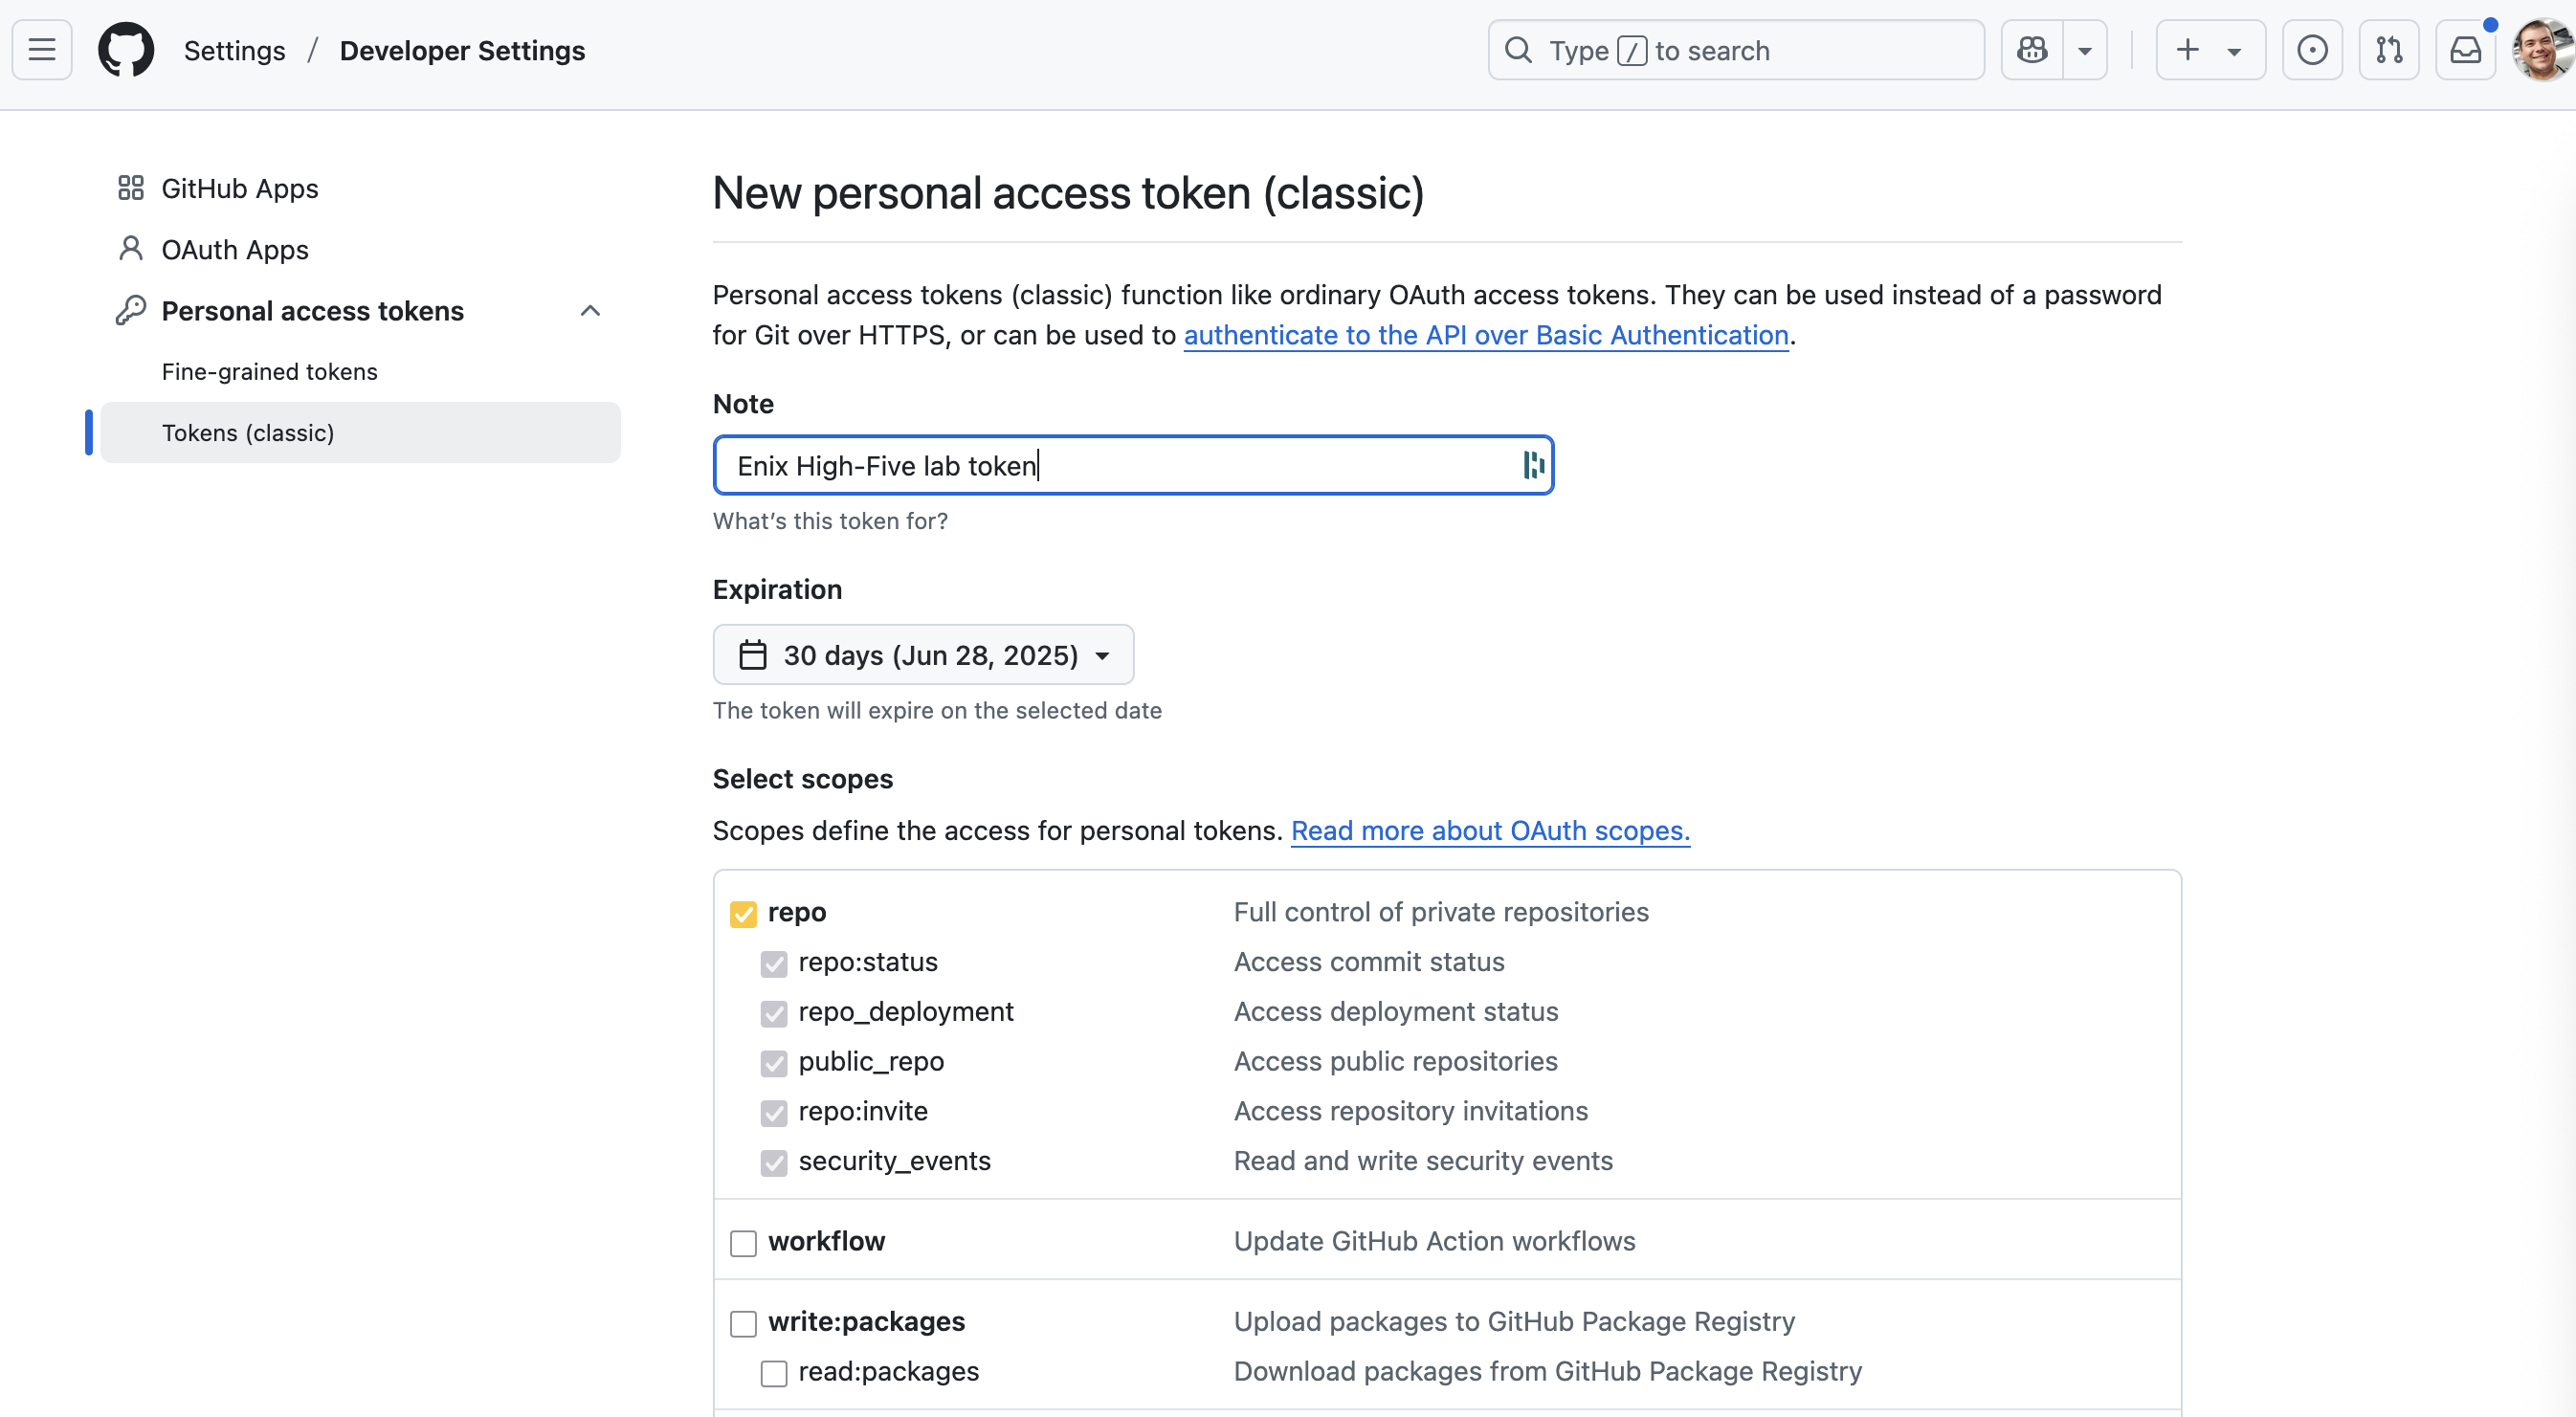 Settings / Developer Settings
Type / to search
GitHub Apps
OAuth Apps
Personal access tokens
Fine-grained tokens
Tokens (classic)
New personal access token (classic)
Personal access tokens (classic) function like ordinary OAuth access tokens. They can be used instead of a password
for Git over HTTPS, or can be used to authenticate to the API over Basic Authentication.
Note
Enix High-Five lab token
What's this token for?
Expiration
30 days (Jun 28, 2025)
The token will expire on the selected date
Select scopes
Scopes define the access for personal tokens. Read more about OAuth scopes.
repo Full control of private repositories
repo:status Access commit status
repo_deployment Access deployment status
public_repo Access public repositories
repo:invite Access repository invitations
security_events Read and write security events
workflow Update GitHub Action workflows
write:packages Upload packages to GitHub Package Registry
read:packages Download packages from GitHub Package Registry